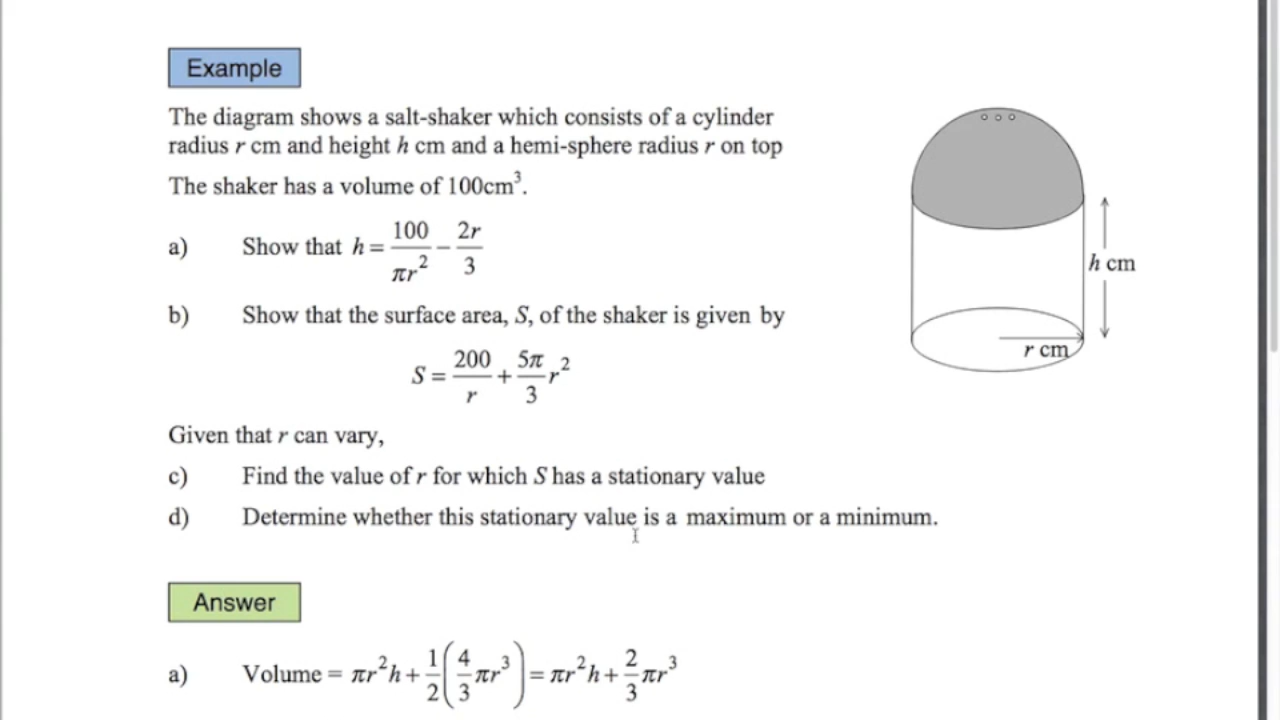 Example
The diagram shows a salt-shaker which consists of a cylinder
radius r cm and height h cm and a hemi-sphere radius r on top
The shaker has a volume of 100cm³.
a) Show that h = 100/πr² − 2r/3
b) Show that the surface area, S, of the shaker is given by
S = 200/r + 5π/3 r²
Given that r can vary,
c) Find the value of r for which S has a stationary value
d) Determine whether this stationary value is a maximum or a minimum.
h cm
r cm
Answer
a) Volume = πr²h + 1/2(4/3 πr³) = πr²h + 2/3 πr³